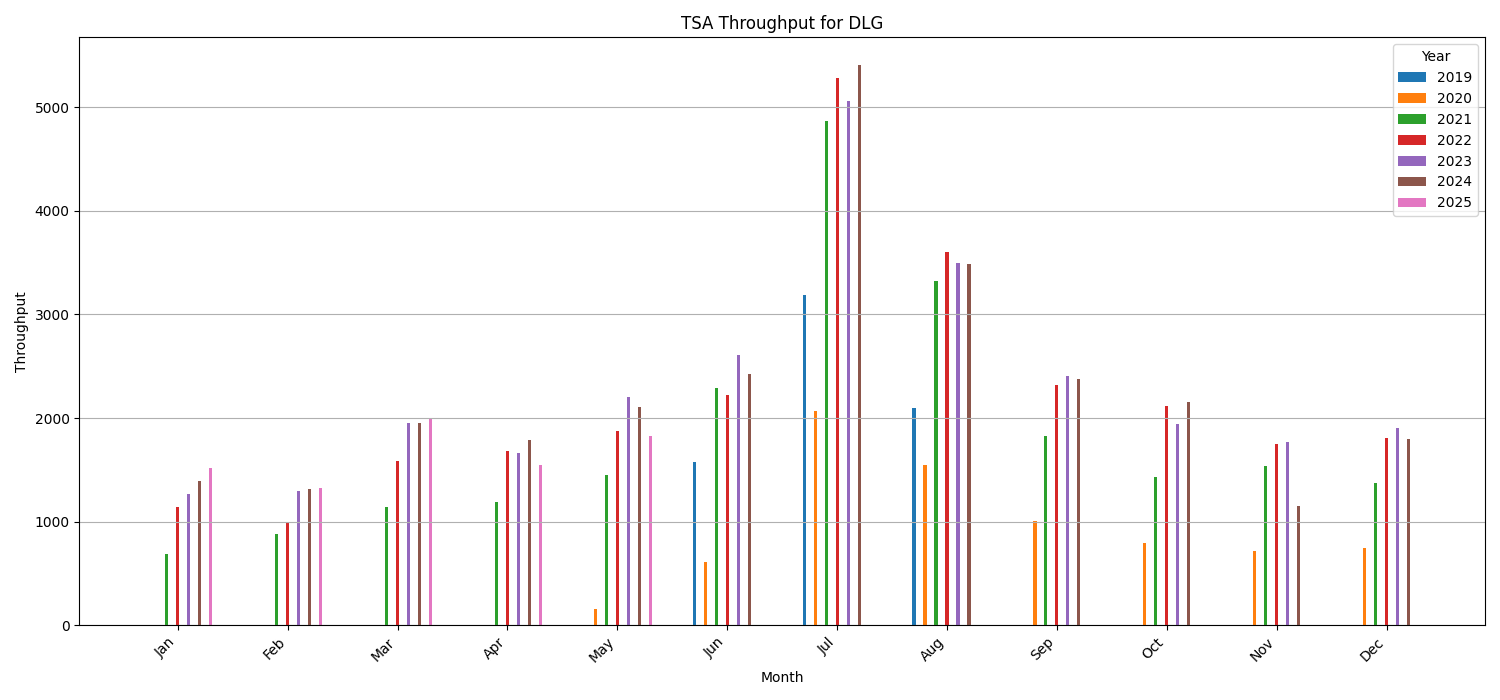 TSA Throughput for DLG
Year
2019
2020
2021
2022
2023
2024
2025
Throughput
5000
4000
3000
2000
1000
0
Jan
Feb
Mar
Apr
May
Jun
Jul
Aug
Sep
Oct
Nov
Dec
Month